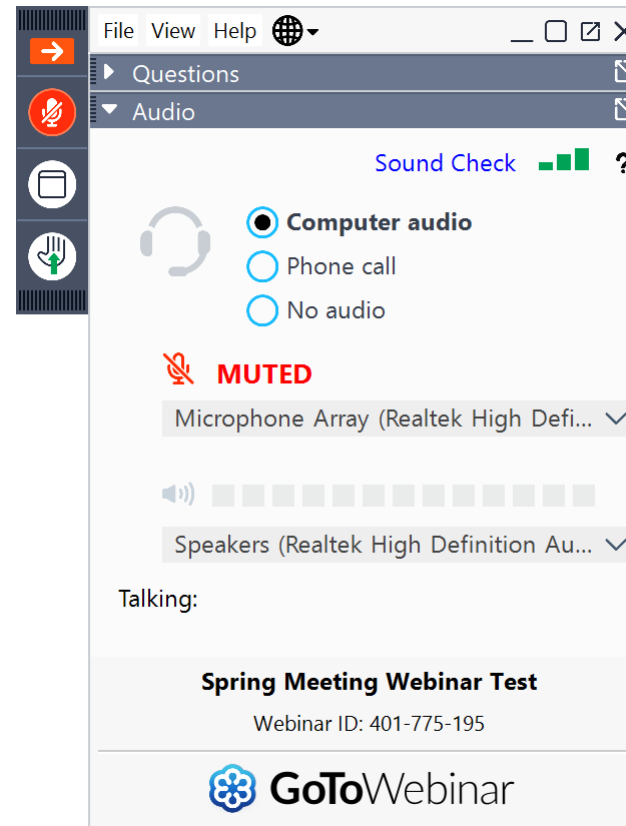 File View Help
Questions
Audio
Sound Check ?
Computer audio
Phone call
No audio
MUTED
Microphone Array (Realtek High Defi...
Speakers (Realtek High Definition Au...
Talking:
Spring Meeting Webinar Test
Webinar ID: 401-775-195
GoToWebinar